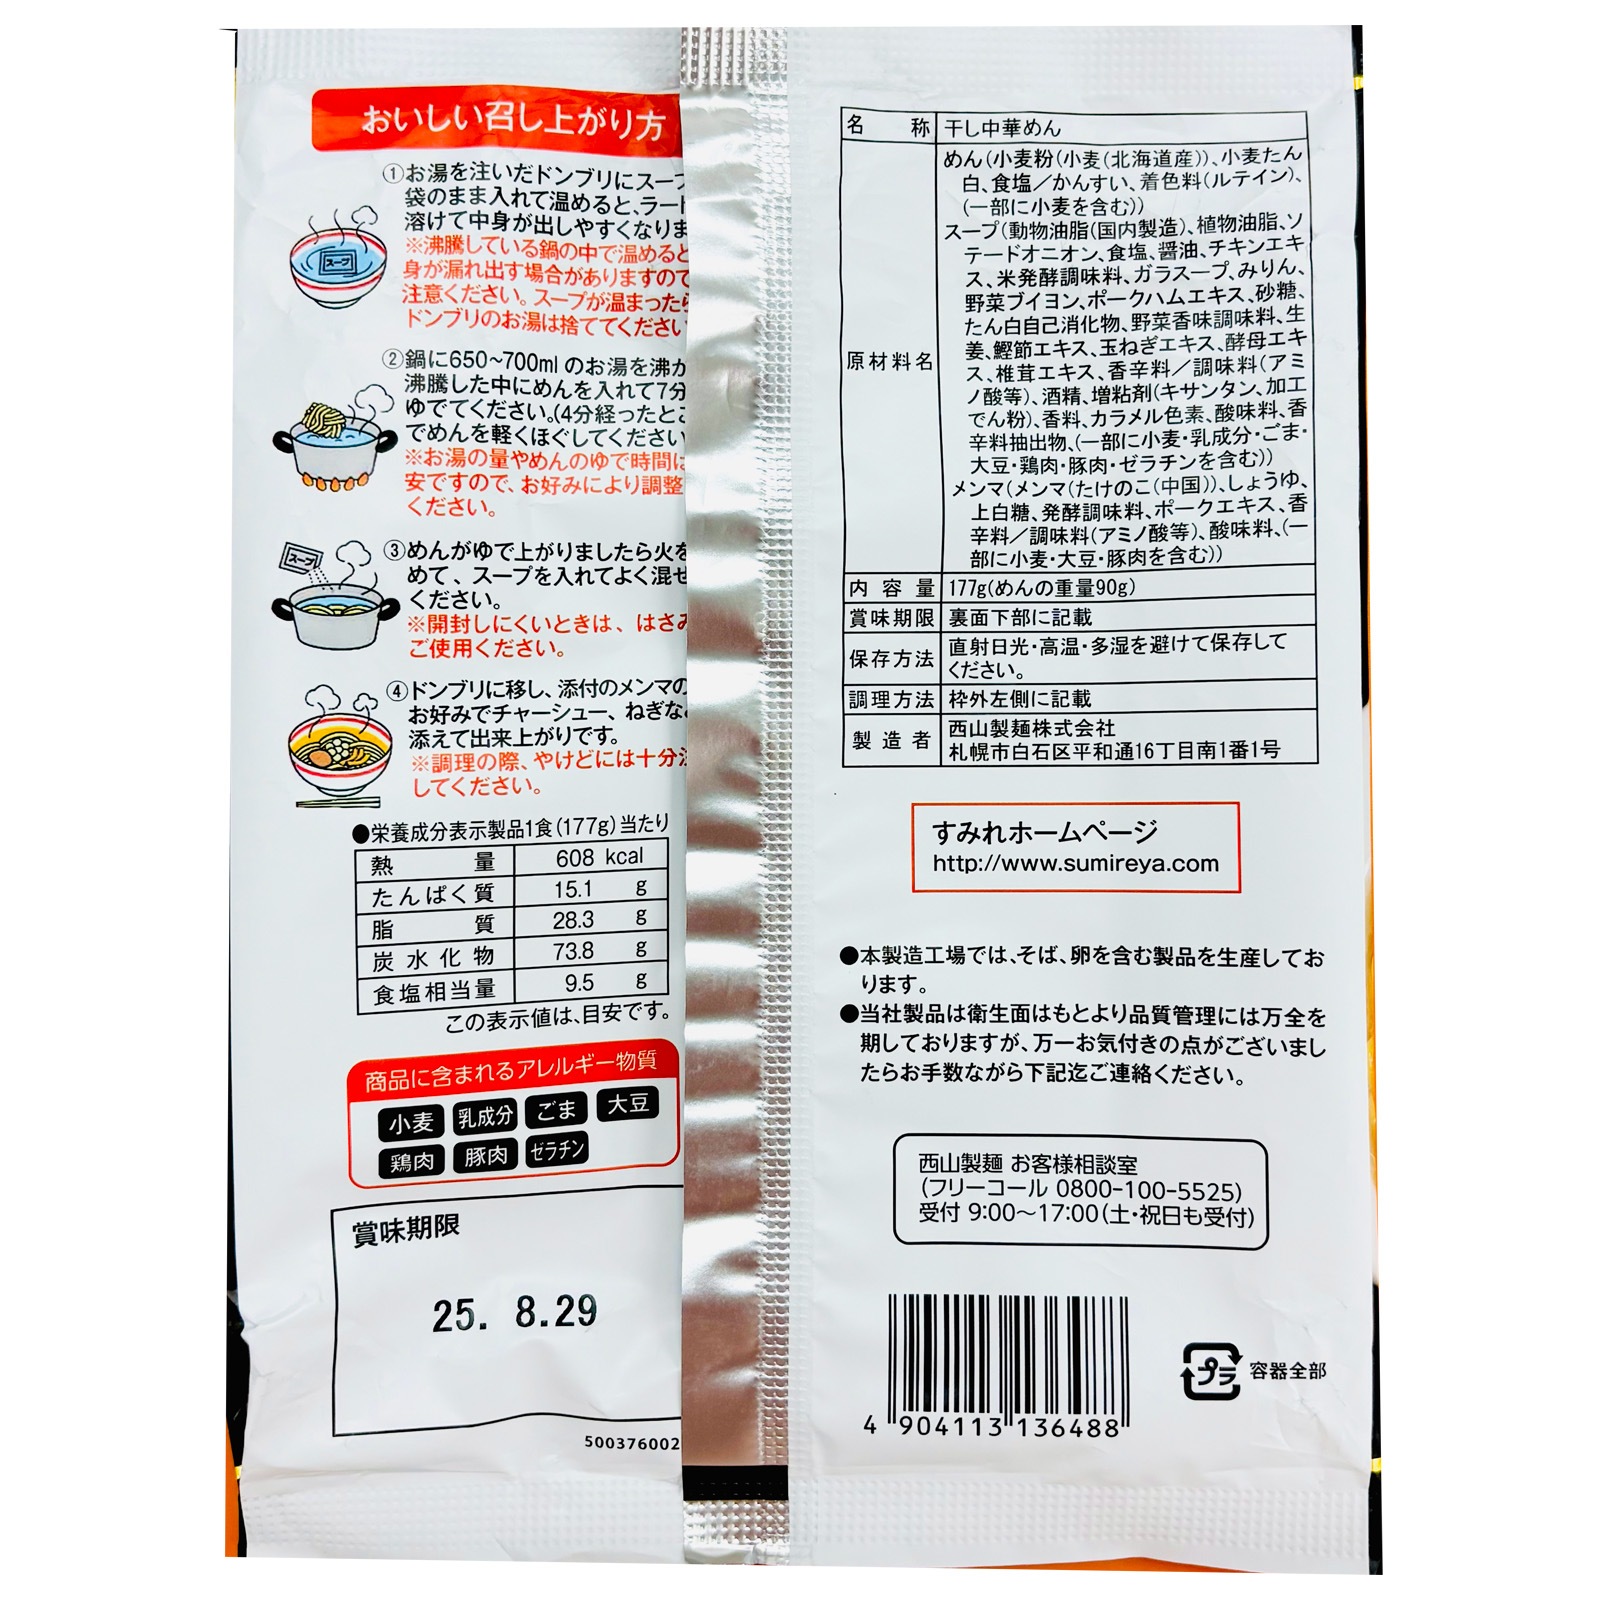 おいしい召し上がり方
①お湯を注いだドンブリにスープ
袋のまま入れて温めると、ラード
溶けて中身が出しやすくなりま
※沸騰している鍋の中で温めると
身が漏れ出す場合がありますので
注意ください。スープが温まったら
ドンブリのお湯は捨ててください
スープ
②鍋に650~700mlのお湯を沸か
沸騰した中にめんを入れて7分
ゆでてください。(4分経ったとこ
でめんを軽くほぐしてください
※お湯の量やめんのゆで時間は
安ですので、お好みにより調整
ください。
③めんがゆで上がりましたら火を
めて、スープを入れてよく混ぜ
ください。
※開封しにくいときは、はさみ
ご使用ください。
スープ
④ドンブリに移し、添付のメンマの
お好みでチャーシュー、ねぎな
添えて出来上がりです。
※調理の際、やけどには十分注
してください。
●栄養成分表示製品1食(177g)当たり
熱量 608 kcal
たんぱく質 15.1 g
脂質 28.3 g
炭水化物 73.8 g
食塩相当量 9.5 g
この表示値は、目安です。
商品に含まれるアレルギー物質
小麦 乳成分 ごま 大豆
鶏肉 豚肉 ゼラチン
賞味期限
25. 8.29
500376002
名称 干し中華めん
原材料名 めん(小麦粉(小麦(北海道産))、小麦たん
白、食塩/かんすい、着色料(ルテイン)、
(一部に小麦を含む))
スープ(動物油脂(国内製造)、植物油脂、ソ
テードオニオン、食塩、醤油、チキンエキ
ス、米発酵調味料、ガラスープ、みりん、
野菜ブイヨン、ポークハムエキス、砂糖、
たん白自己消化物、野菜香味調味料、生
姜、鰹節エキス、玉ねぎエキス、酵母エキ
ス、椎茸エキス、香辛料/調味料(アミ
ノ酸等)、酒精、増粘剤(キサンタン、加工
でん粉)、香料、カラメル色素、酸味料、香
辛料抽出物、(一部に小麦・乳成分・ごま・
大豆・鶏肉・豚肉・ゼラチンを含む))
メンマ(メンマ(たけのこ(中国))、しょうゆ、
上白糖、発酵調味料、ポークエキス、香
辛料/調味料(アミノ酸等)、酸味料、(一
部に小麦・大豆・豚肉を含む))
内容量 177g(めんの重量90g)
賞味期限 裏面下部に記載
保存方法 直射日光・高温・多湿を避けて保存して
ください。
調理方法 枠外左側に記載
製造者 西山製麺株式会社
札幌市白石区平和通16丁目南1番1号
すみれホームページ
http://www.sumireya.com
●本製造工場では、そば、卵を含む製品を生産してお
ります。
●当社製品は衛生面はもとより品質管理には万全を
期しておりますが、万一お気付きの点がございまし
たらお手数ながら下記迄ご連絡ください。
西山製麺 お客様相談室
(フリーコール 0800-100-5525)
受付 9:00〜17:00(土・祝日も受付)
4 904113 136488
プラ 容器全部